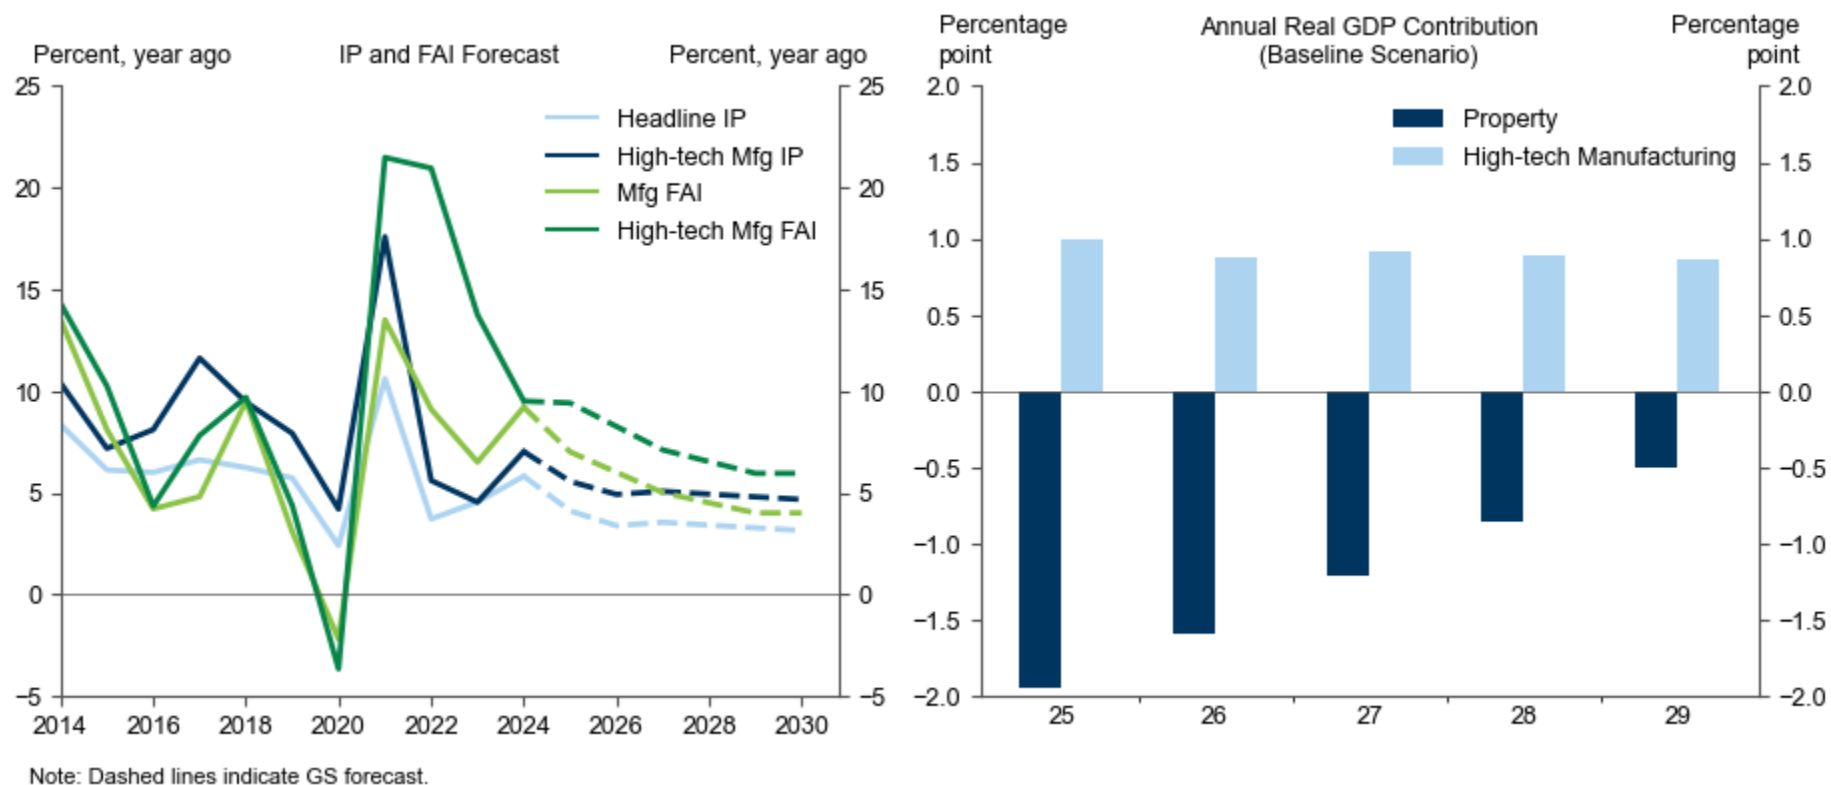 Percent, year ago
IP and FAI Forecast
Percent, year ago
25
20
15
10
5
0
−5
25
20
15
10
5
0
−5
Headline IP
High-tech Mfg IP
Mfg FAI
High-tech Mfg FAI
2014 2016 2018 2020 2022 2024 2026 2028 2030
Note: Dashed lines indicate GS forecast.
Percentage
point
Annual Real GDP Contribution
(Baseline Scenario)
Percentage
point
2.0
1.5
1.0
0.5
0.0
−0.5
−1.0
−1.5
−2.0
2.0
1.5
1.0
0.5
0.0
−0.5
−1.0
−1.5
−2.0
Property
High-tech Manufacturing
25 26 27 28 29